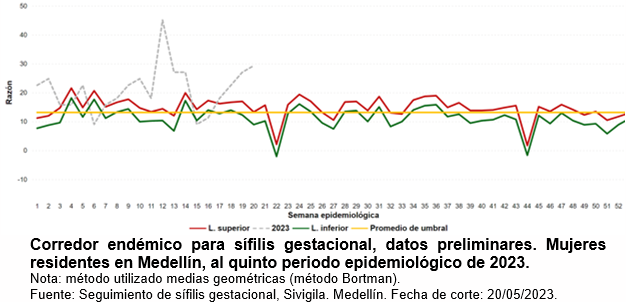 50
40
30
20
10
0
-10
Razón
1 2 3 4 5 6 7 8 9 10 11 12 13 14 15 16 17 18 19 20 21 22 23 24 25 26 27 28 29 30 31 32 33 34 35 36 37 38 39 40 41 42 43 44 45 46 47 48 49 50 51 52
Semana epidemiológica
L. superior 2023 L. inferior Promedio de umbral
Corredor endémico para sífilis gestacional, datos preliminares. Mujeres
residentes en Medellín, al quinto periodo epidemiológico de 2023.
Nota: método utilizado medias geométricas (método Bortman).
Fuente: Seguimiento de sífilis gestacional, Sivigila. Medellín. Fecha de corte: 20/05/2023.